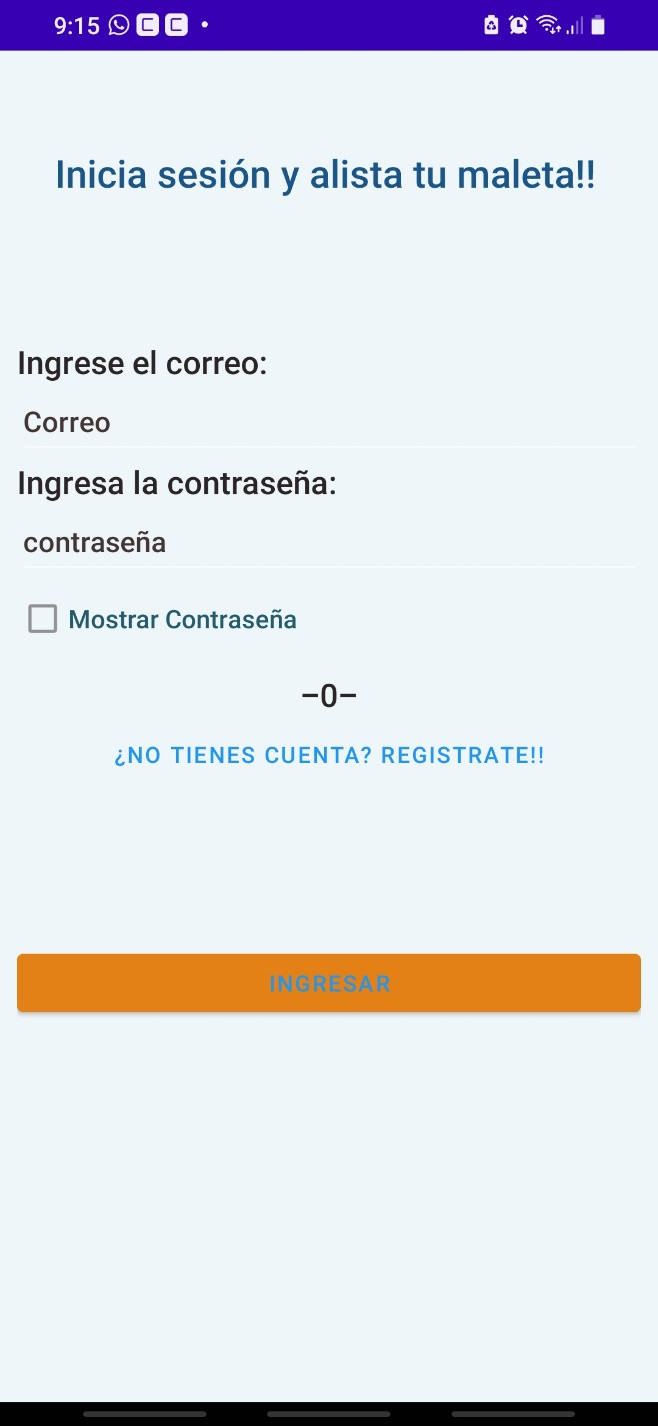 9:15
Inicia sesión y alista tu maleta!!
Ingrese el correo:
Correo
Ingresa la contraseña:
contraseña
Mostrar Contraseña
–0–
¿NO TIENES CUENTA? REGISTRATE!!
INGRESAR